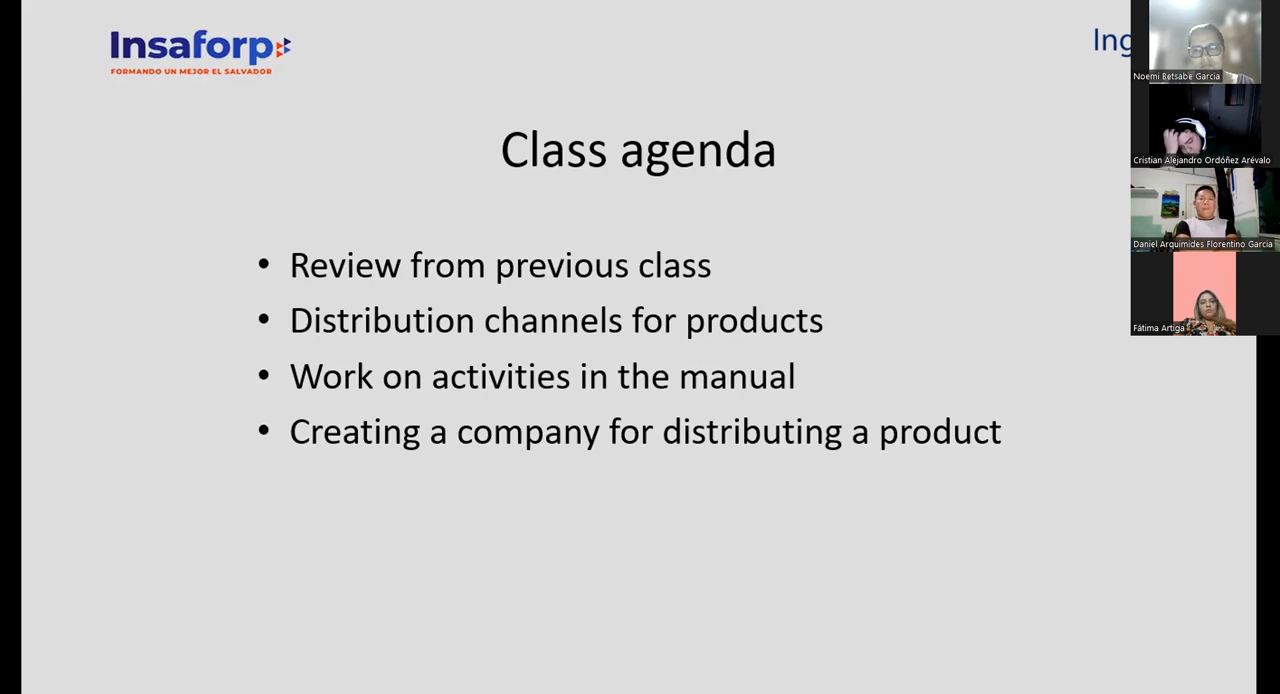 Insaforp
FORMANDO UN MEJOR EL SALVADOR
Ing
Class agenda
• Review from previous class
• Distribution channels for products
• Work on activities in the manual
• Creating a company for distributing a product
Noemi Betsabe Garcia
Cristian Alejandro Ordóñez Arévalo
Daniel Arquimides Florentino Garcia
Fátima Artiga